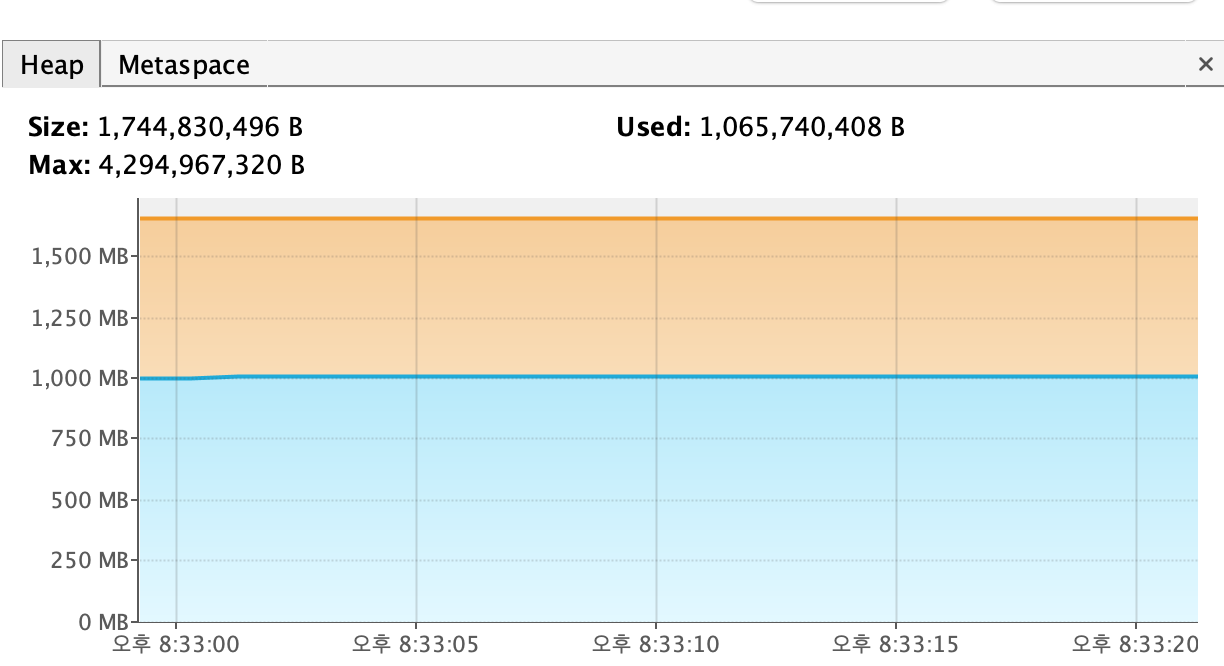 Heap Metaspace ×
Size: 1,744,830,496 B Used: 1,065,740,408 B
Max: 4,294,967,320 B
1,500 MB
1,250 MB
1,000 MB
750 MB
500 MB
250 MB
0 MB
오후 8:33:00 오후 8:33:05 오후 8:33:10 오후 8:33:15 오후 8:33:20